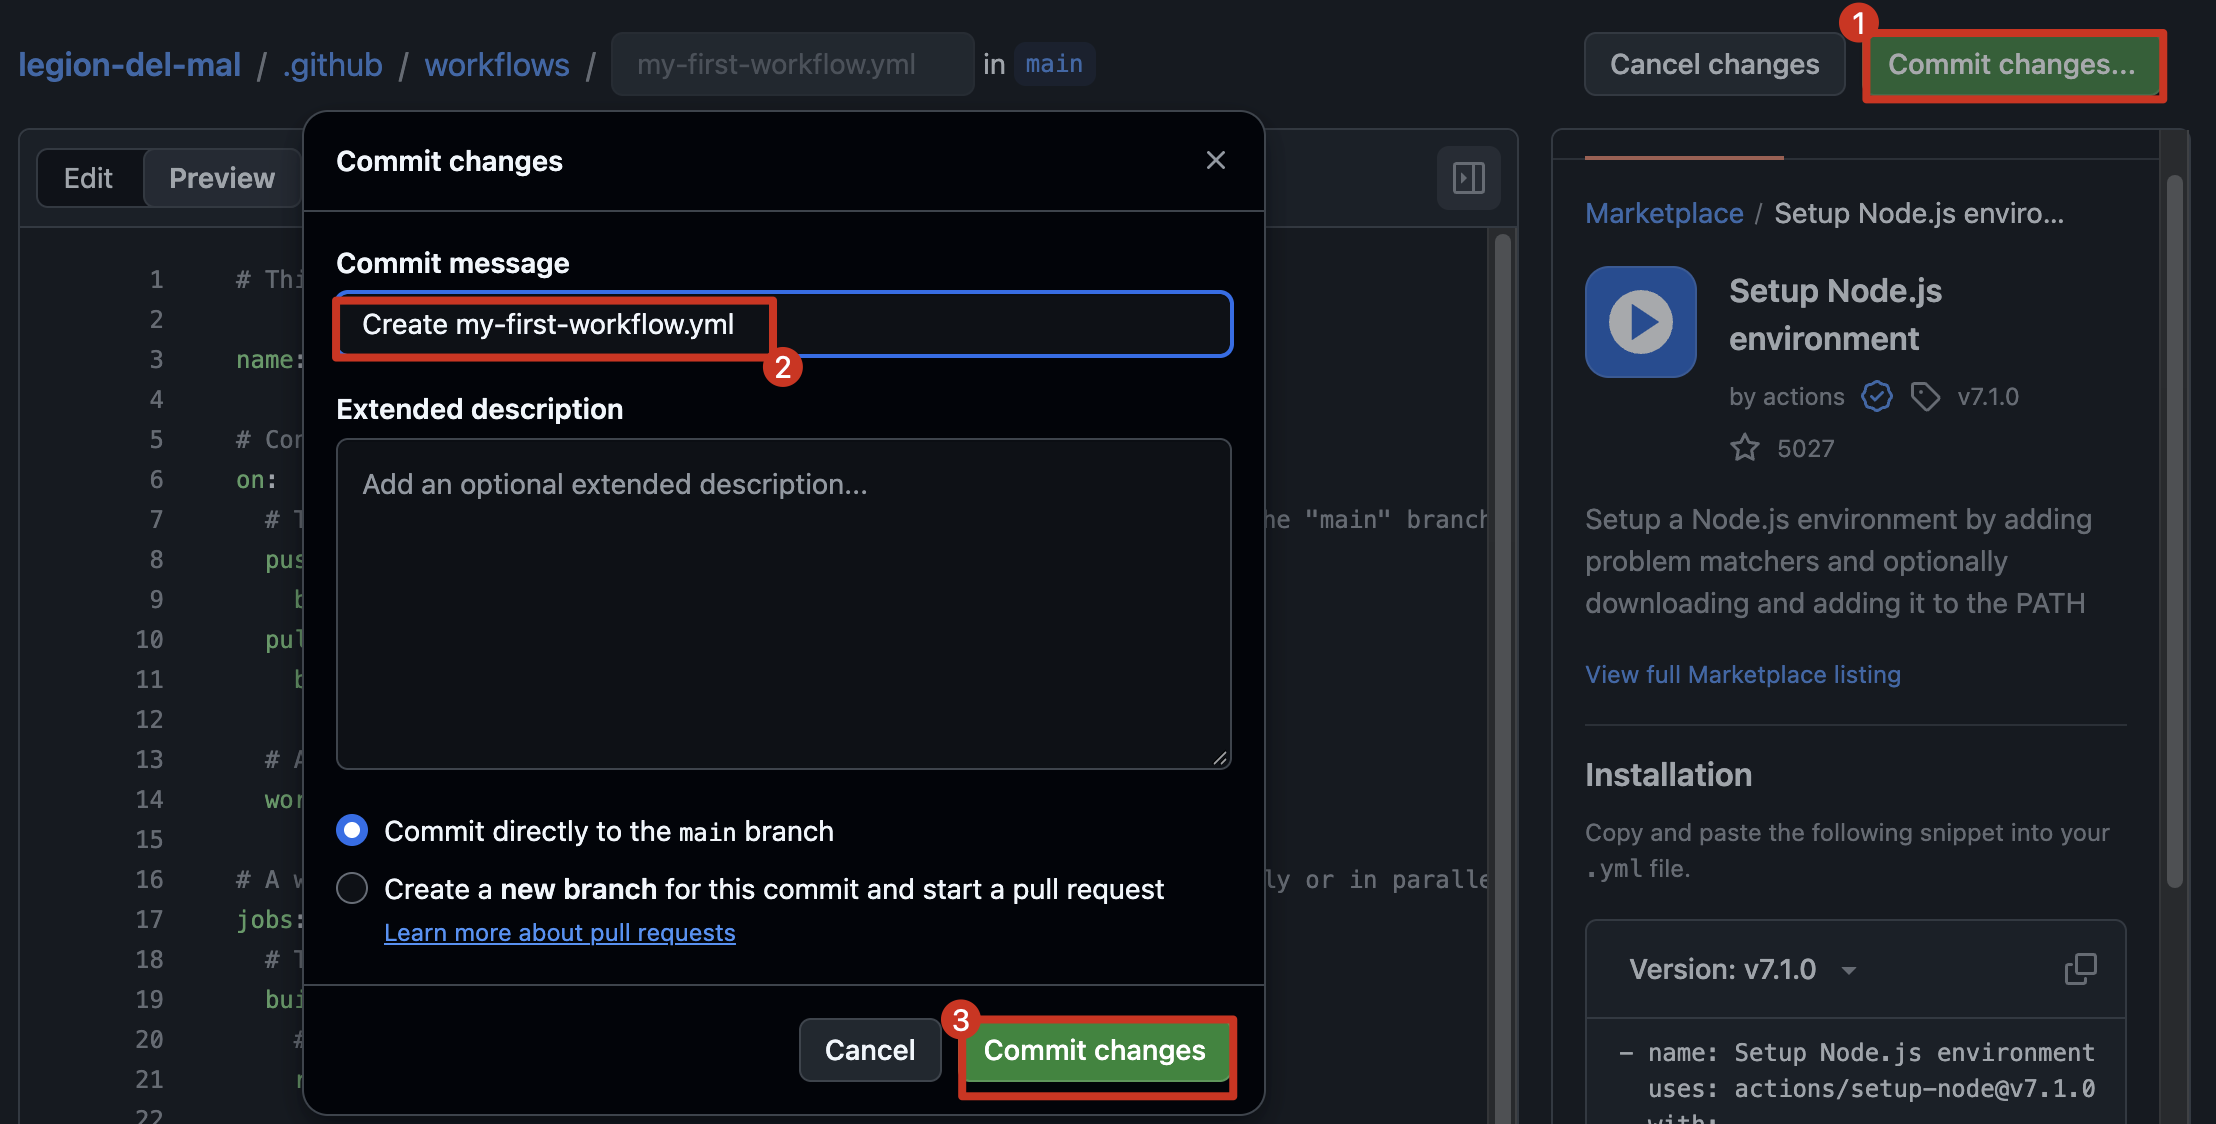 legion-del-mal / .github / workflows / my-first-workflow.yml in main
Cancel changes
1
Commit changes...
Edit
Preview
Commit changes
Commit message
Create my-first-workflow.yml
2
Extended description
Add an optional extended description...
Commit directly to the main branch
Create a new branch for this commit and start a pull request
Learn more about pull requests
Cancel
3
Commit changes
1 # Thi
2
3 name:
4
5 # Cor
6 on:
7 # T he "main" branch
8 pus
9 b
10 pul
11 b
12
13 # A
14 wor
15
16 # A w ly or in paralle
17 jobs:
18 # T
19 bui
20 #
21 r
22
Marketplace / Setup Node.js enviro...
Setup Node.js
environment
by actions v7.1.0
5027
Setup a Node.js environment by adding
problem matchers and optionally
downloading and adding it to the PATH
View full Marketplace listing
Installation
Copy and paste the following snippet into your
.yml file.
Version: v7.1.0
- name: Setup Node.js environment
uses: actions/setup-node@v7.1.0
with: